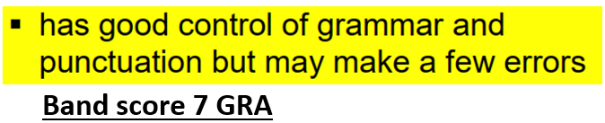 ▪ has good control of grammar and
punctuation but may make a few errors
Band score 7 GRA